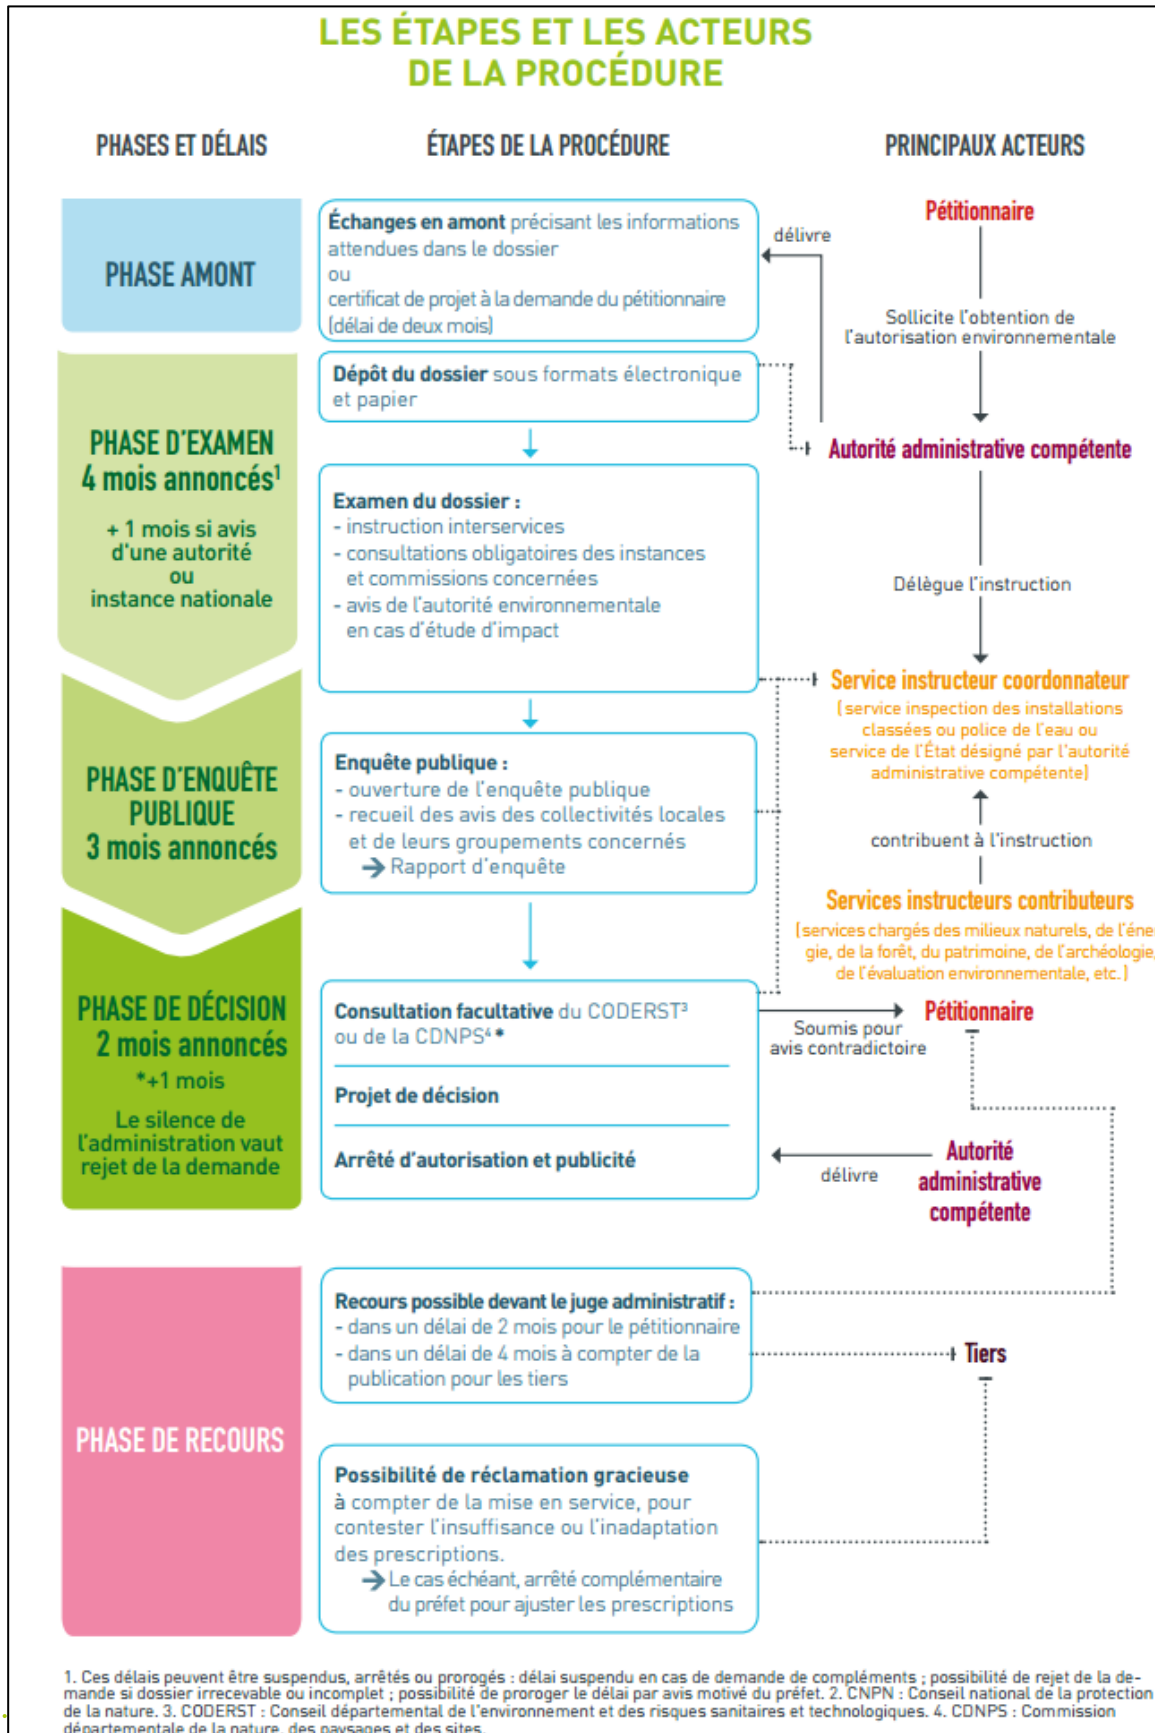 LES ÉTAPES ET LES ACTEURS
DE LA PROCÉDURE
PHASES ET DÉLAIS
ÉTAPES DE LA PROCÉDURE
PRINCIPAUX ACTEURS
PHASE AMONT
Échanges en amont précisant les informations
attendues dans le dossier
ou
certificat de projet à la demande du pétitionnaire
(délai de deux mois)
délivre
Pétitionnaire
Sollicite l'obtention de
l'autorisation environnementale
PHASE D'EXAMEN
4 mois annoncés¹
+ 1 mois si avis
d'une autorité
ou
instance nationale
Dépôt du dossier sous formats électronique
et papier
Autorité administrative compétente
Examen du dossier :
- instruction interservices
- consultations obligatoires des instances
et commissions concernées
- avis de l'autorité environnementale
en cas d'étude d'impact
Délègue l'instruction
Service instructeur coordonnateur
(service inspection des installations
classées ou police de l'eau ou
service de l'État désigné par l'autorité
administrative compétente)
PHASE D'ENQUÊTE
PUBLIQUE
3 mois annoncés
Enquête publique :
- ouverture de l'enquête publique
- recueil des avis des collectivités locales
et de leurs groupements concernés
→ Rapport d'enquête
contribuent à l'instruction
Services instructeurs contributeurs
(services chargés des milieux naturels, de l'éner
gie, de la forêt, du patrimoine, de l'archéologie,
de l'évaluation environnementale, etc.)
PHASE DE DÉCISION
2 mois annoncés
*+1 mois
Le silence de
l'administration vaut
rejet de la demande
Consultation facultative du CODERST³
ou de la CDNPS⁴ *
Projet de décision
Arrêté d'autorisation et publicité
Soumis pour
avis contradictoire
Pétitionnaire
délivre
Autorité
administrative
compétente
PHASE DE RECOURS
Recours possible devant le juge administratif :
- dans un délai de 2 mois pour le pétitionnaire
- dans un délai de 4 mois à compter de la
publication pour les tiers
Tiers
Possibilité de réclamation gracieuse
à compter de la mise en service, pour
contester l'insuffisance ou l'inadaptation
des prescriptions.
→ Le cas échéant, arrêté complémentaire
du préfet pour ajuster les prescriptions
1. Ces délais peuvent être suspendus, arrêtés ou prorogés : délai suspendu en cas de demande de compléments ; possibilité de rejet de la de-
mande si dossier irrecevable ou incomplet ; possibilité de proroger le délai par avis motivé du préfet. 2. CNPN : Conseil national de la protection
de la nature. 3. CODERST : Conseil départemental de l'environnement et des risques sanitaires et technologiques. 4. CDNPS : Commission
départementale de la nature, des paysages et des sites.